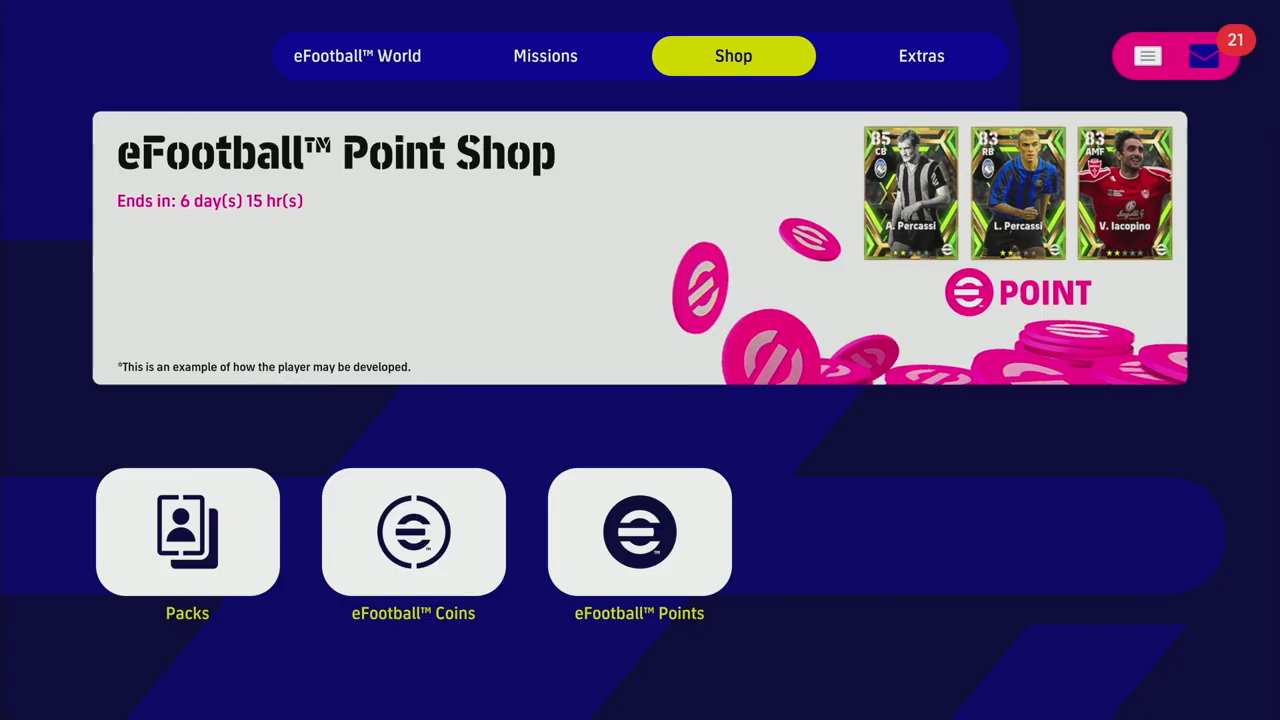 eFootball™ World
Missions
Shop
Extras
21
eFootball™ Point Shop
Ends in: 6 day(s) 15 hr(s)
85
CB
A. Percassi
83
RB
L. Percassi
83
AMF
V. Iacopino
POINT
*This is an example of how the player may be developed.
Packs
eFootball™ Coins
eFootball™ Points